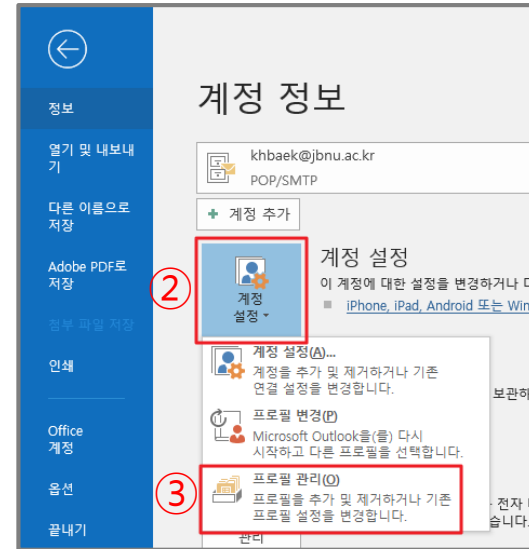 정보
열기 및 내보내
기
다른 이름으로
저장
Adobe PDF로
저장
첨부 파일 저장
인쇄
Office
계정
옵션
끝내기
계정 정보
khbaek@jbnu.ac.kr
POP/SMTP
계정 추가
②
계정
설정
계정 설정
이 계정에 대한 설정을 변경하거나
iPhone, iPad, Android 또는 Win
계정 설정(A)...
계정을 추가 및 제거하거나 기존
연결 설정을 변경합니다.
보관하
프로필 변경(P)
Microsoft Outlook을(를) 다시
시작하고 다른 프로필을 선택합니다.
③
프로필 관리(O)
프로필을 추가 및 제거하거나 기존
프로필 설정을 변경합니다.
전자
습니다.
관리